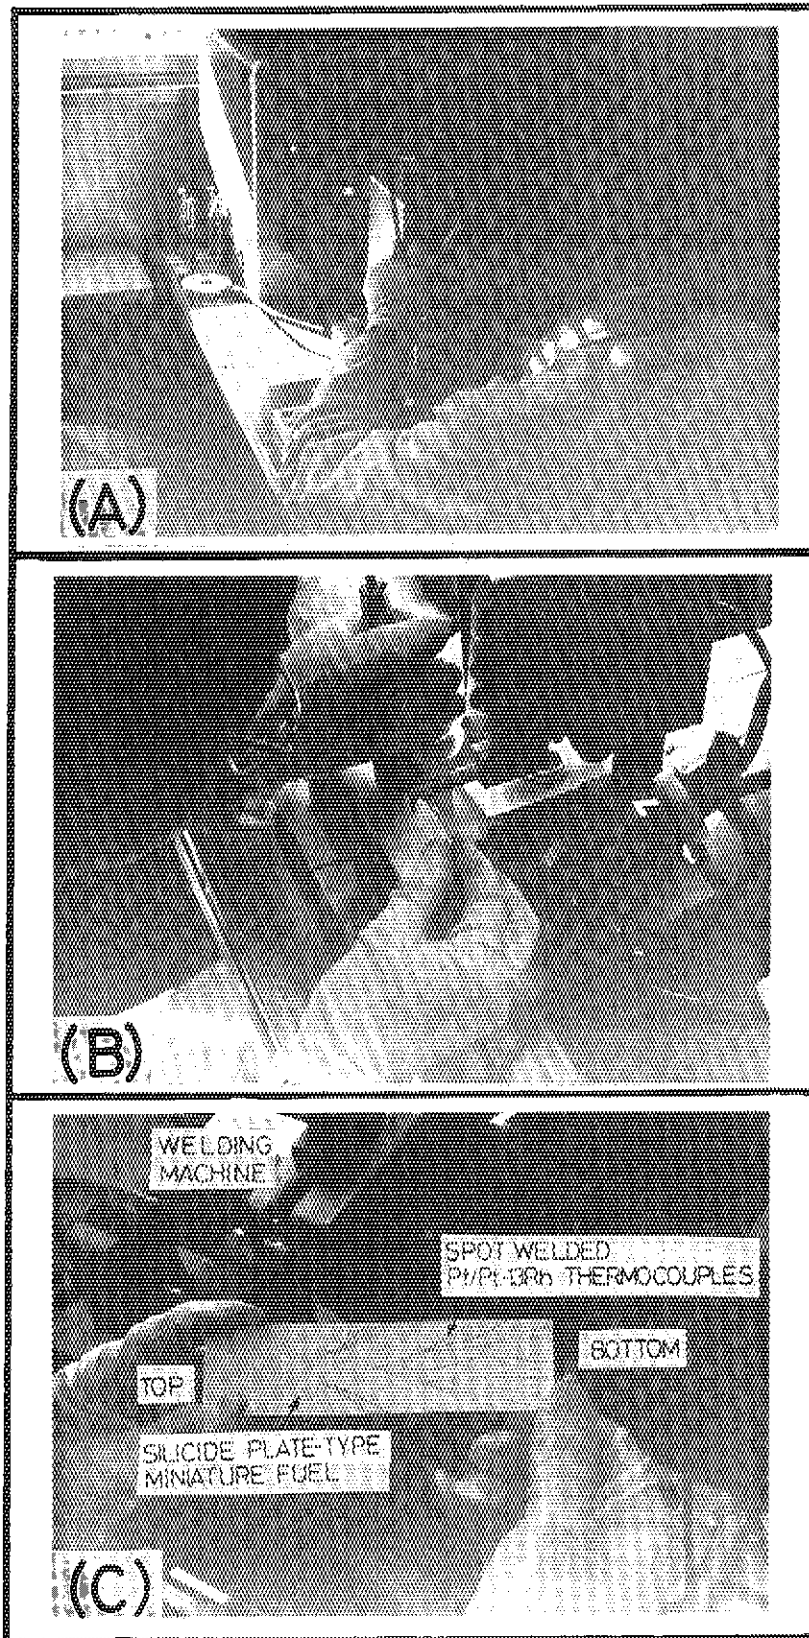 (A)
(B)
WELDING
MACHINE
SPOT WELDED
Pt/Pt-13Rh THERMOCOUPLES
BOTTOM
TOP
SILICIDE PLATE-TYPE
MINIATURE FUEL
(C)